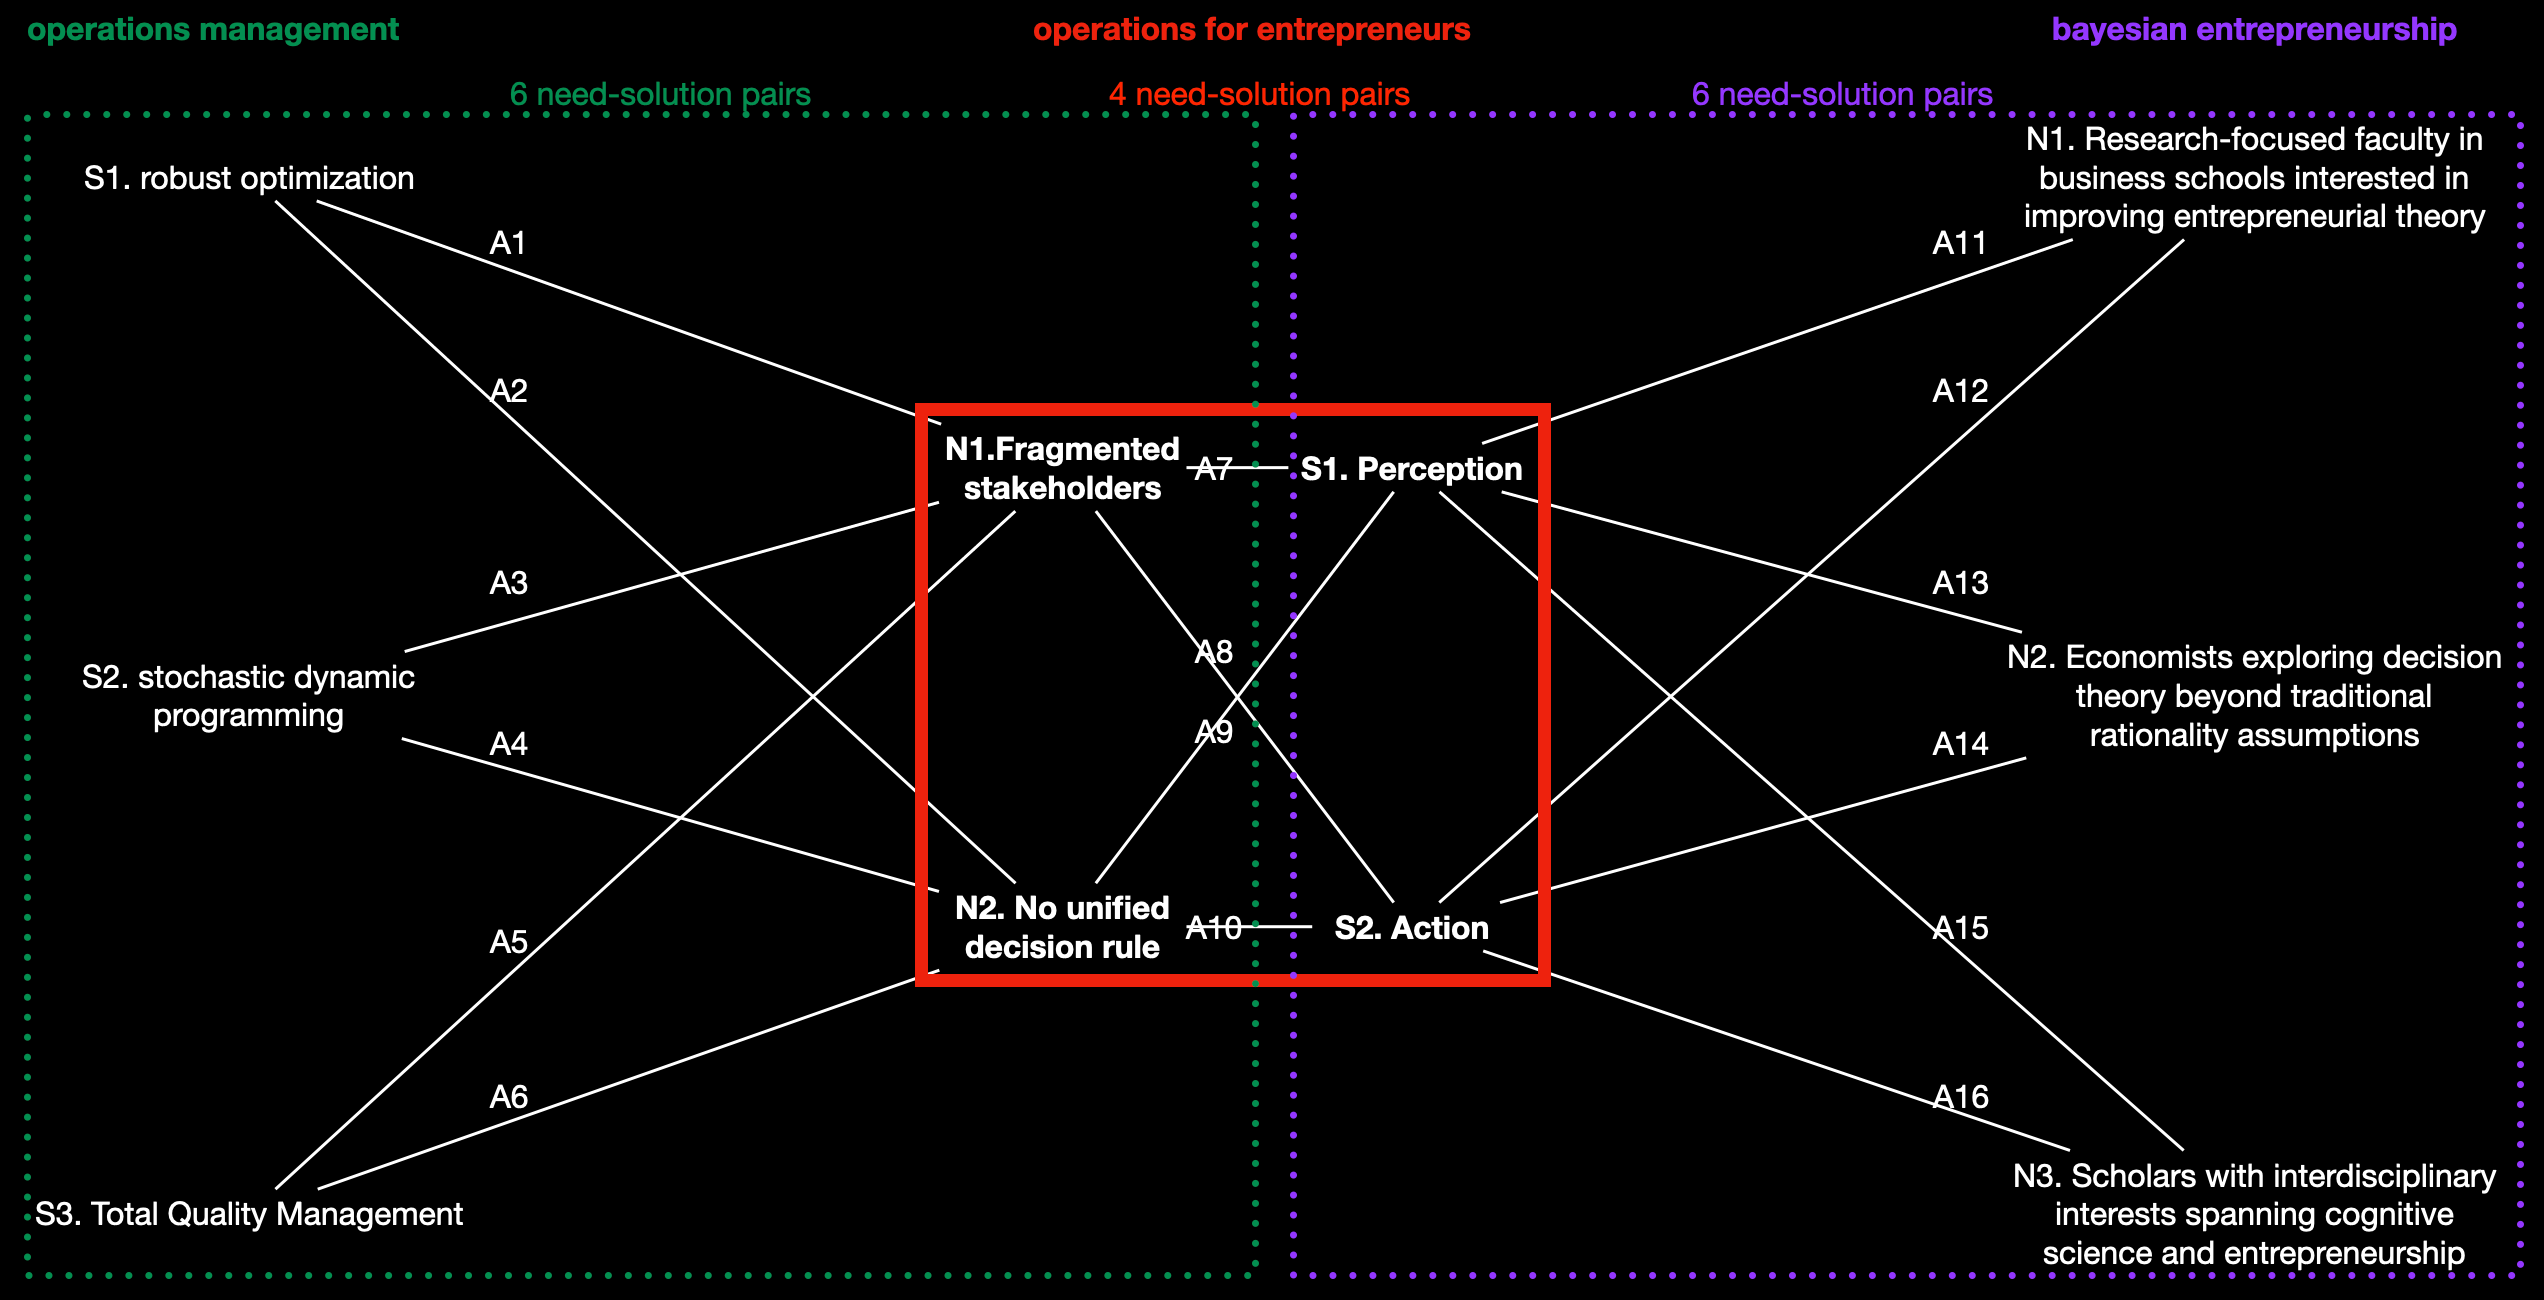 operations management
operations for entrepreneurs
bayesian entrepreneurship
6 need-solution pairs
4 need-solution pairs
6 need-solution pairs
S1. robust optimization
A1
A2
A3
S2. stochastic dynamic
programming
A4
A5
A6
S3. Total Quality Management
N1.Fragmented
stakeholders
A7
S1. Perception
A8
A9
N2. No unified
decision rule
A10
S2. Action
N1. Research-focused faculty in
business schools interested in
improving entrepreneurial theory
A11
A12
A13
N2. Economists exploring decision
theory beyond traditional
rationality assumptions
A14
A15
A16
N3. Scholars with interdisciplinary
interests spanning cognitive
science and entrepreneurship